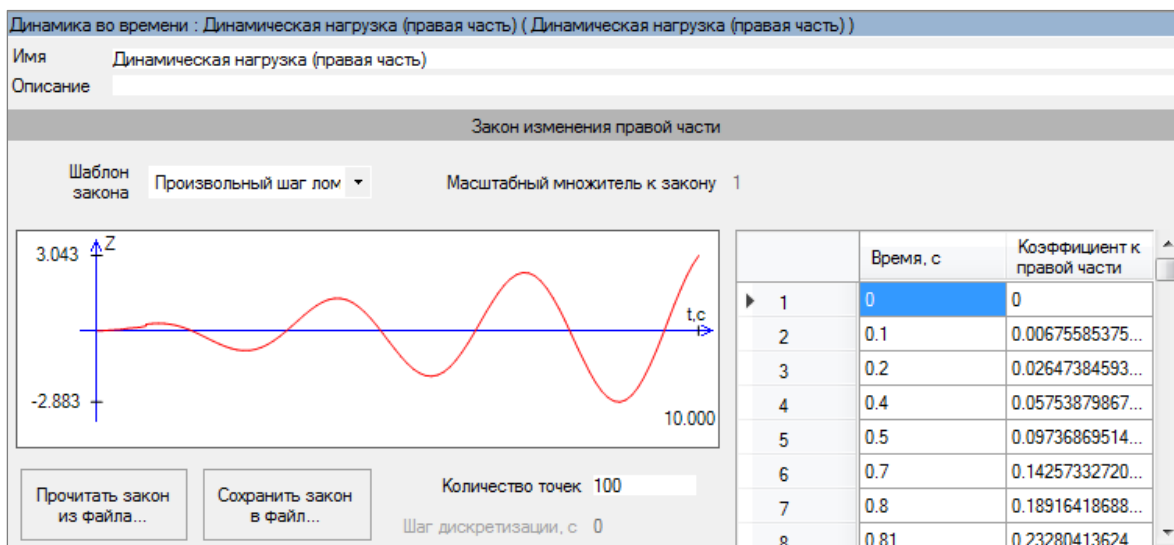 Динамика во времени : Динамическая нагрузка (правая часть) ( Динамическая нагрузка (правая часть) )
Имя Динамическая нагрузка (правая часть)
Описание
Закон изменения правой части
Шаблон закона Произвольный шаг лом Масштабный множитель к закону 1
3.043
Z
t,c
-2.883
10.000
Время, с Коэффициент к правой части
1 0 0
2 0.1 0.00675585375...
3 0.2 0.02647384593...
4 0.4 0.05753879867...
5 0.5 0.09736869514...
6 0.7 0.14257332720...
7 0.8 0.18916418688...
8 0.81 0.23280413624
Прочитать закон из файла...
Сохранить закон в файл...
Количество точек 100
Шаг дискретизации, с 0